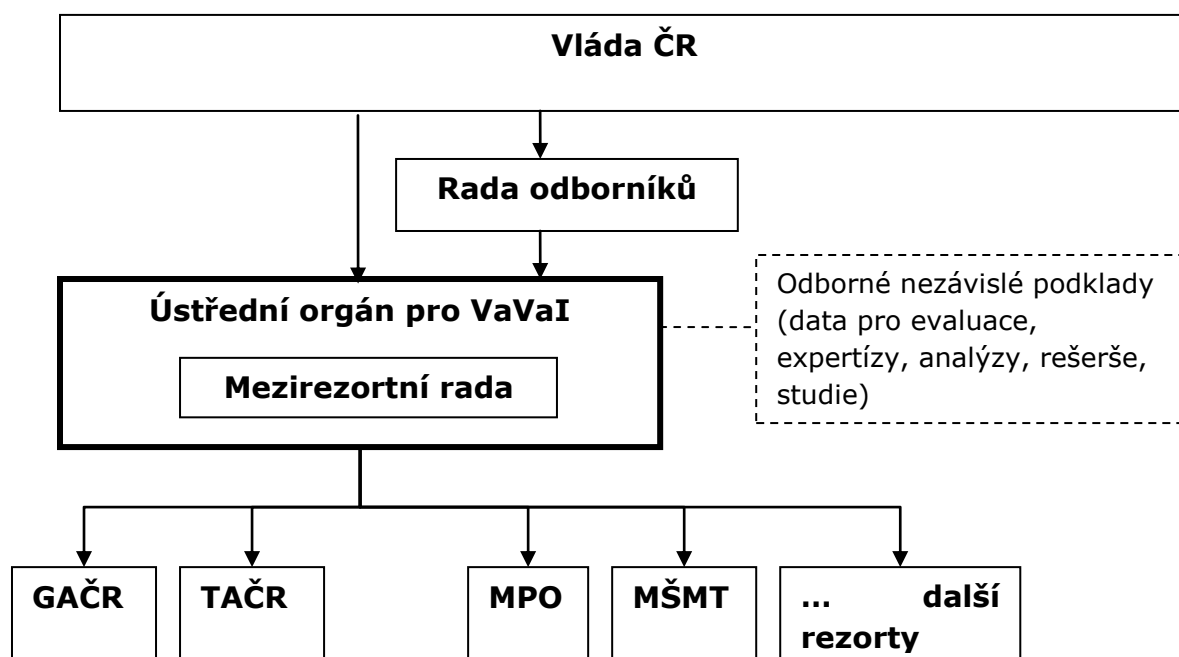 Vláda ČR
Rada odborníků
Ústřední orgán pro VaVaI
Mezirezortní rada
Odborné nezávislé podklady
(data pro evaluace,
expertízy, analýzy, rešerše,
studie)
GAČR
TAČR
MPO
MŠMT
... další
rezorty